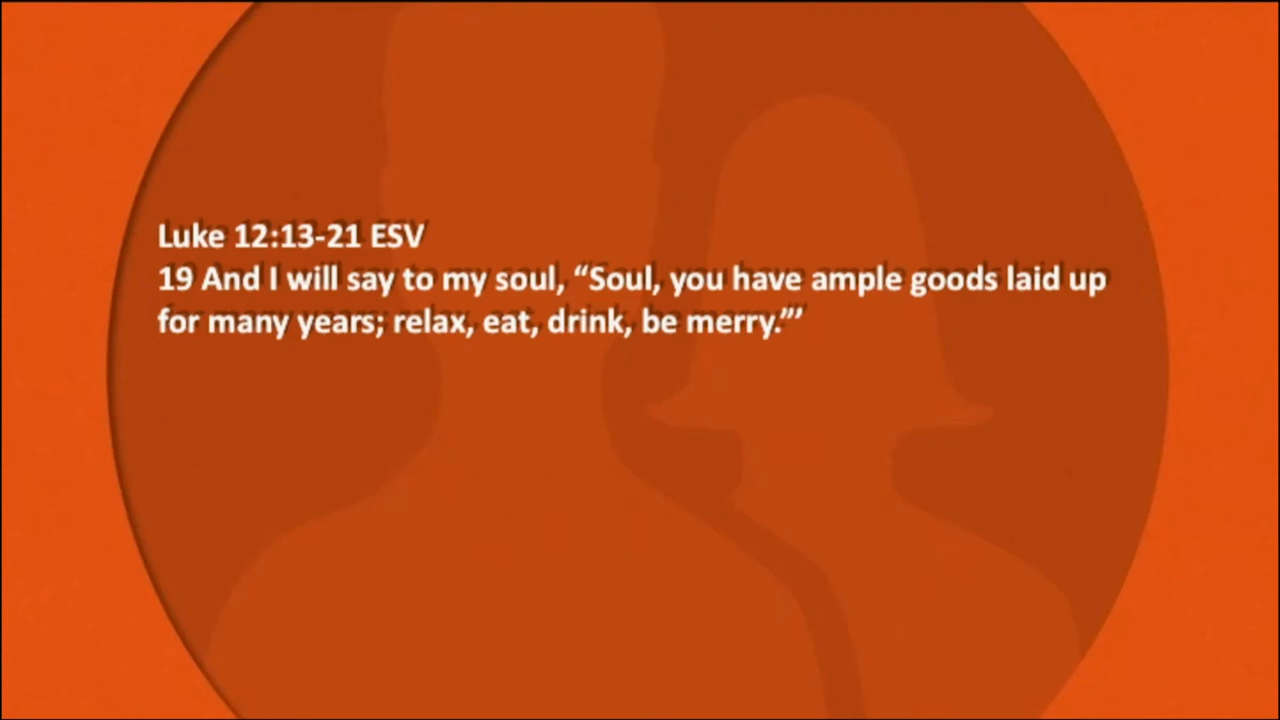 Luke 12:13-21 ESV
19 And I will say to my soul, “Soul, you have ample goods laid up
for many years; relax, eat, drink, be merry.”’